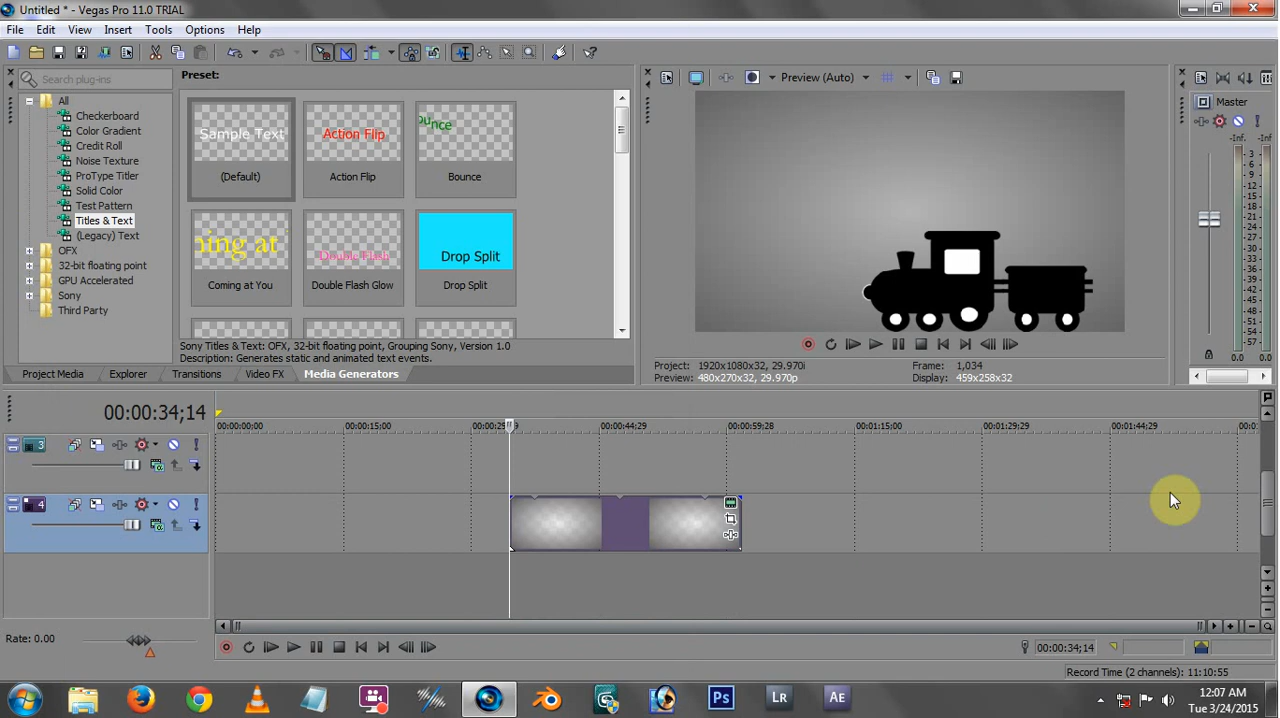 Untitled * - Vegas Pro 11.0 TRIAL
File Edit View Insert Tools Options Help
Search plug-ins
All
Checkerboard
Color Gradient
Credit Roll
Noise Texture
ProType Titler
Solid Color
Test Pattern
Titles & Text
(Legacy) Text
OFX
32-bit floating point
GPU Accelerated
Sony
Third Party
Preset:
Sample Text
(Default)
Action Flip
Action Flip
Bounce
Coming at You
Double Flash
Double Flash Glow
Drop Split
Drop Split
Sony Titles & Text: OFX, 32-bit floating point, Grouping Sony, Version 1.0
Description: Generates static and animated text events.
Project Media Explorer Transitions Video FX Media Generators
Preview (Auto)
Project: 1920x1080x32, 29.970i
Preview: 480x270x32, 29.970p
Frame: 1,034
Display: 459x258x32
Master
-Inf. -Inf.
3
6
9
12
15
18
21
24
27
30
33
36
39
42
45
48
51
54
57
0.0 0.0
00:00:34;14
00:00:00;00 00:00:15;00 00:00:44;29 00:00:59;28 00:01:15;00 00:01:29;29 00:01:44;29
3
4
Rate: 0.00
00:00:34;14
Record Time (2 channels): 11:10:55
Ps Lr AE
12:07 AM
Tue 3/24/2015